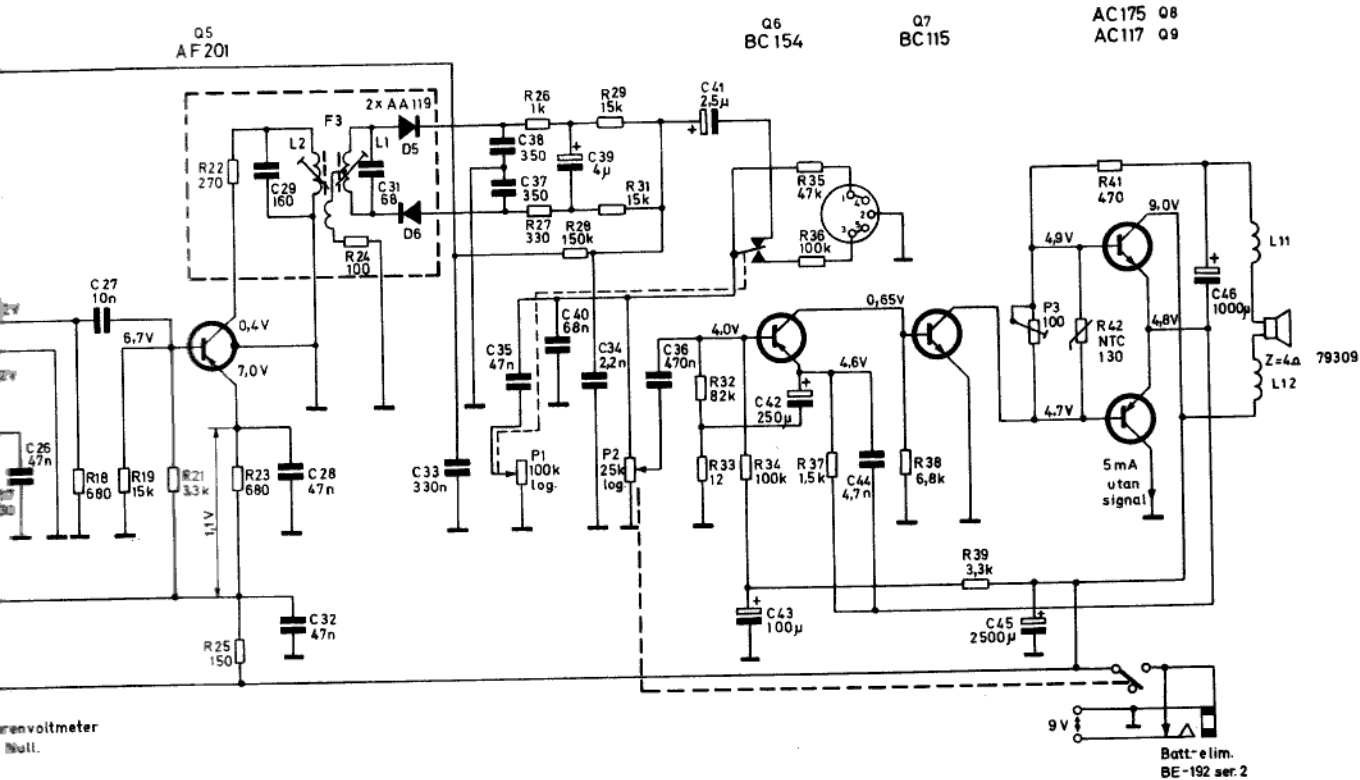 Q5
AF201
Q6
BC154
Q7
BC115
AC175 Q8
AC117 Q9
2x AA119
F3
L2
L1
D5
R22
270
C29
160
C31
68
D6
R24
100
R26
1k
R29
15k
C38
350
C39
4µ
+
C37
350
R27
330
R31
15k
R28
150k
C41
2,5µ
+
R35
47k
R36
100k
1
4
2
3
5
R41
470
9,0V
4,9V
L11
C46
1000µ
+
P3
100
R42
NTC
130
4,8V
Z=4Ω
79309
L12
4,7V
5mA
utan
signal
C27
10n
6,7V
0,4V
7,0V
C26
47n
R18
680
R19
15k
R21
3,3k
1,1V
R23
680
C28
47n
C32
47n
R25
150
C35
47n
C40
68n
C34
2,2n
C36
470n
C33
330n
P1
100k
log.
P2
25k
log.
4,0V
0,65V
4,6V
R32
82k
C42
250µ
+
R33
12
R34
100k
R37
1,5k
C44
4,7n
R38
6,8k
R39
3,3k
C43
100µ
+
C45
2500µ
+
9V
Batt-elim.
BE-192 ser. 2
renvoltmeter
Null.